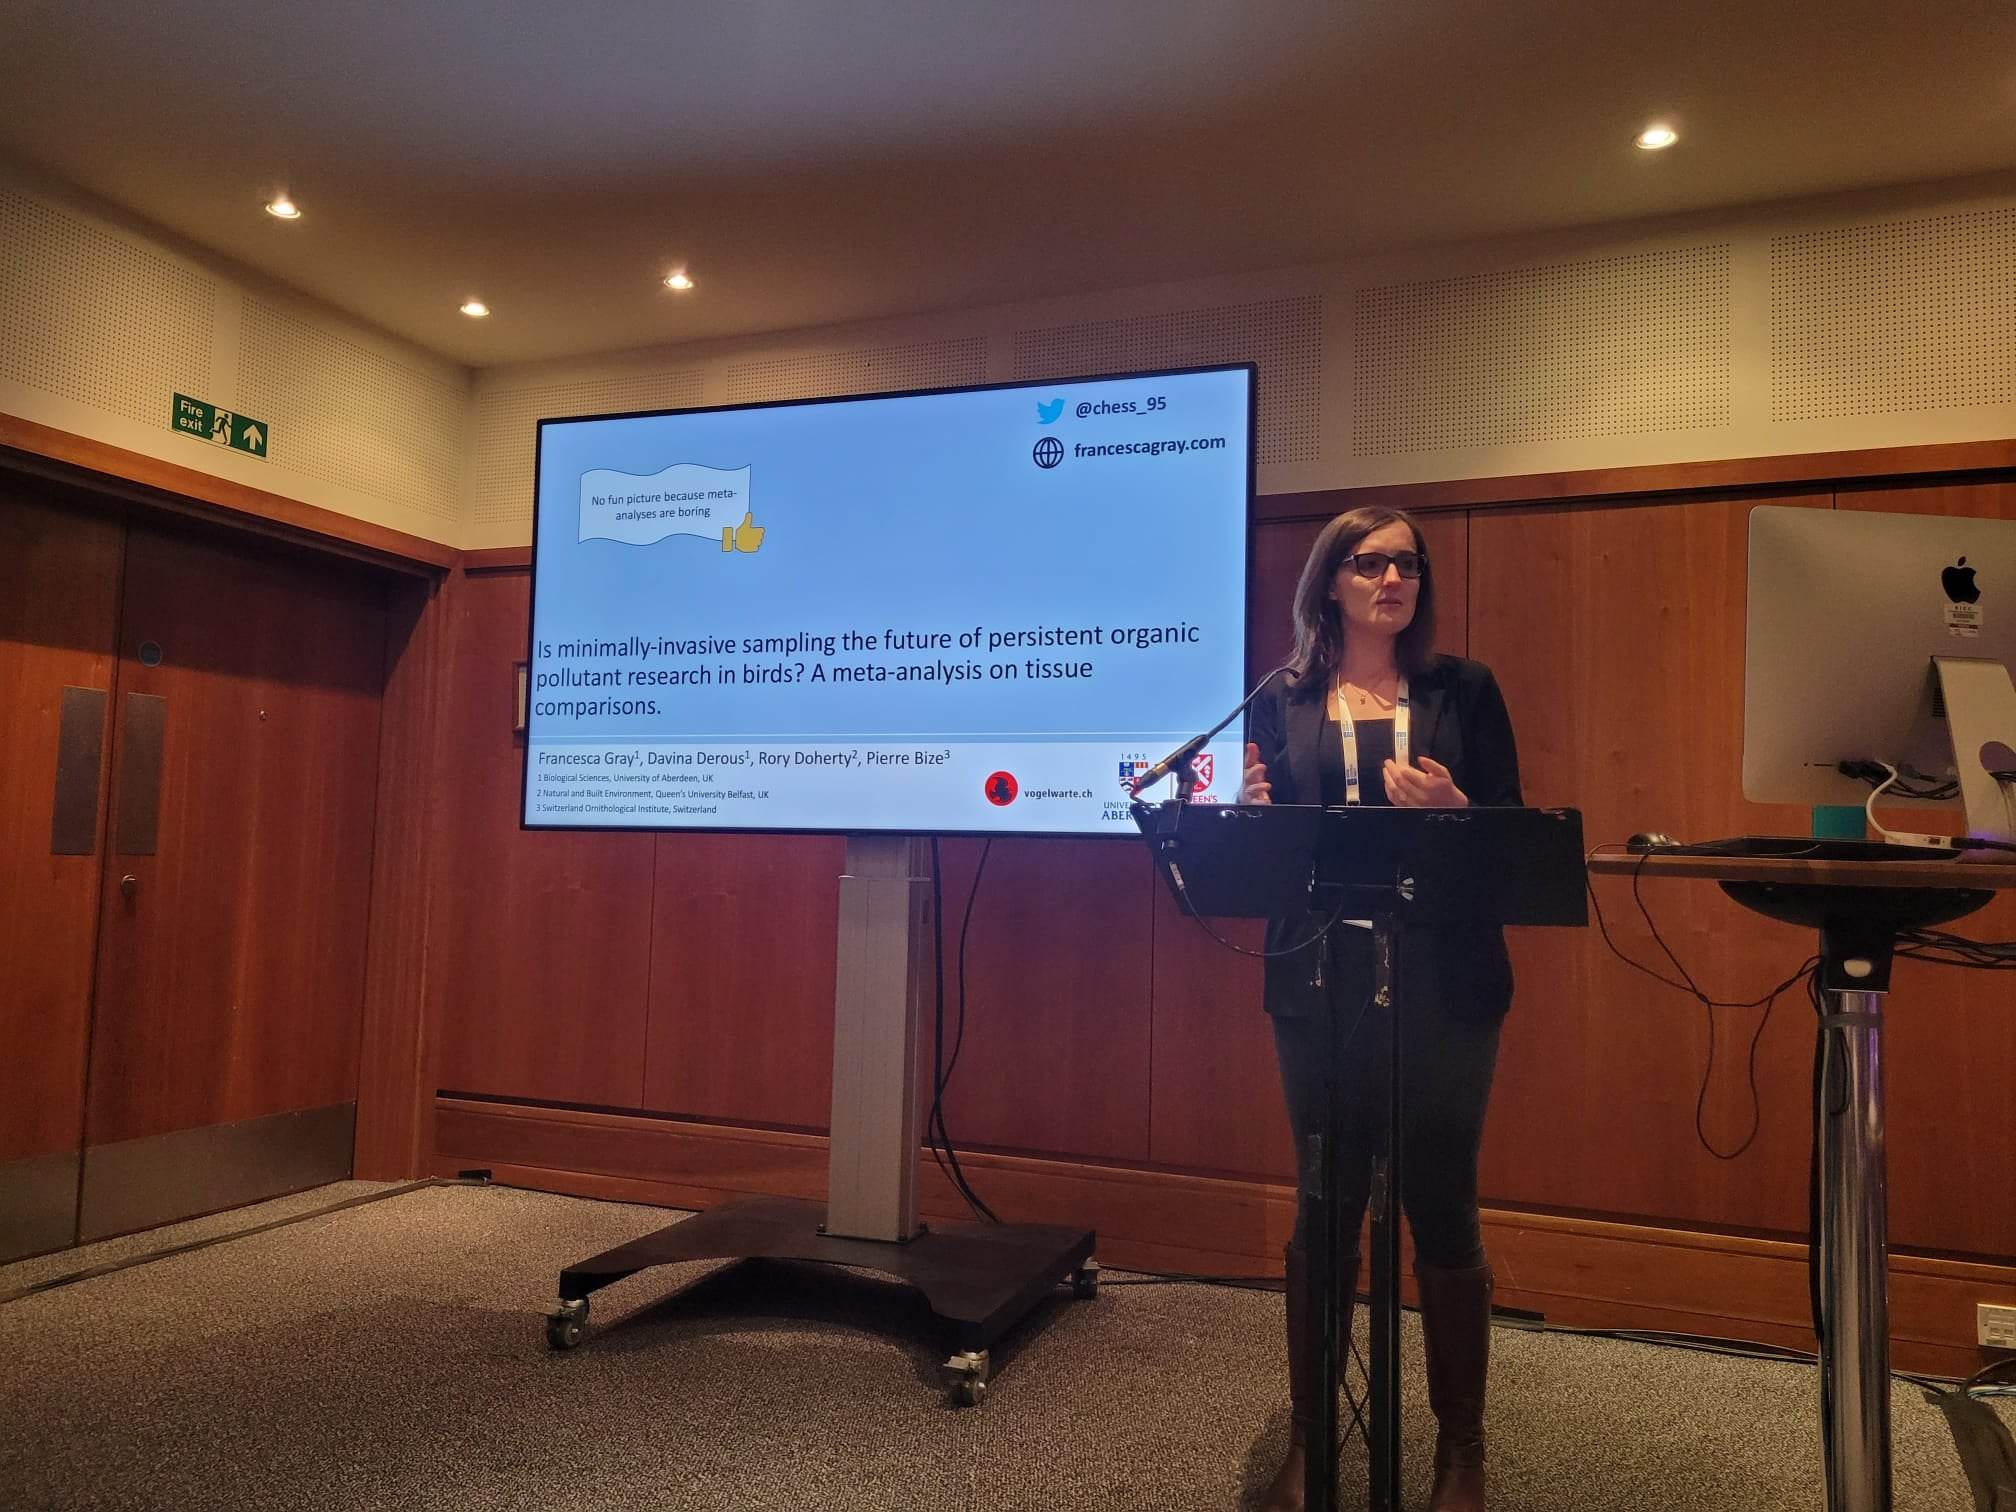 Fire
exit
@chess_95
francescagray.com
No fun picture because meta-
analyses are boring
Is minimally-invasive sampling the future of persistent organic
pollutant research in birds? A meta-analysis on tissue
comparisons.
Francesca Gray¹, Davina Derous¹, Rory Doherty², Pierre Bize³
1 Biological Sciences, University of Aberdeen, UK
2 Natural and Built Environment, Queen's University Belfast, UK
3 Switzerland Ornithological Institute, Switzerland
vogelwarte.ch
1495